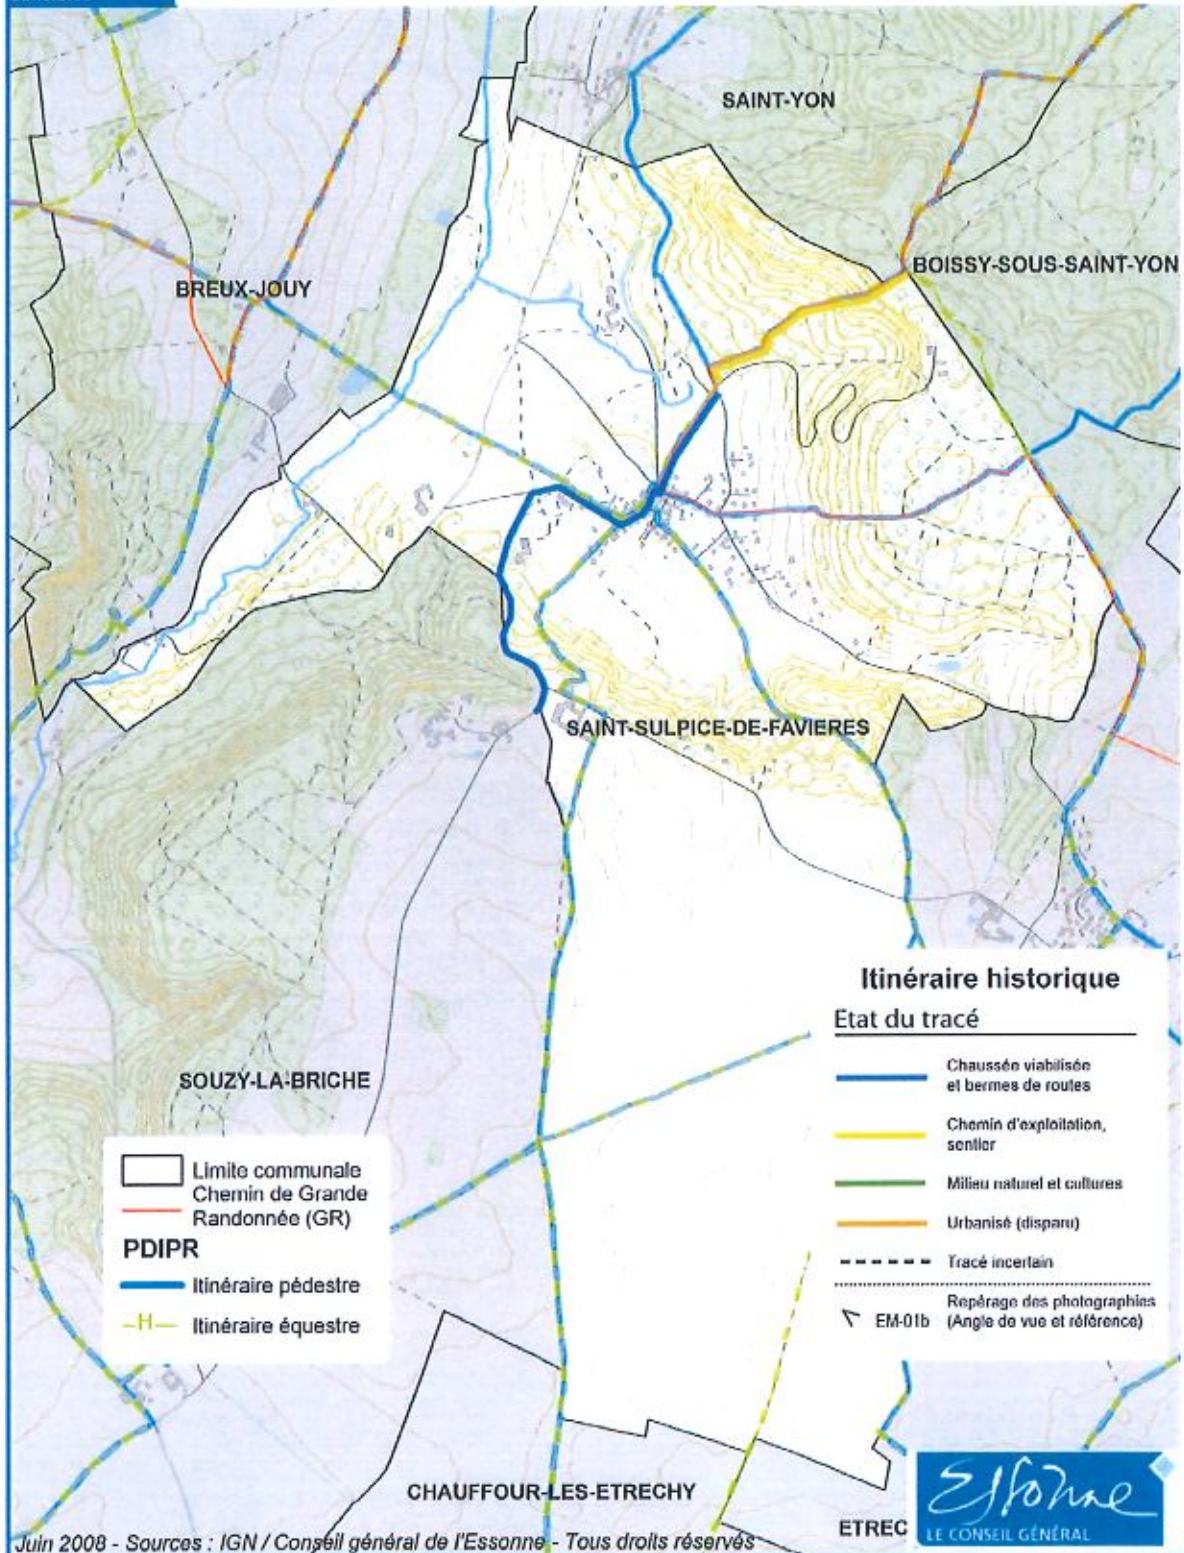 SAINT-YON
BOISSY-SOUS-SAINT-YON
BREUX-JOUY
SAINT-SULPICE-DE-FAVIERES
SOUZY-LA-BRICHE
Limite communale
Chemin de Grande
Randonnée (GR)
PDIPR
Itinéraire pédestre
H
Itinéraire équestre
Itinéraire historique
Etat du tracé
Chaussée viabilisée
et bermes de routes
Chemin d'exploitation,
sentier
Milieu naturel et cultures
Urbanisé (disparu)
Tracé incertain
EM-01b
Repérage des photographies
(Angle de vue et référence)
CHAUFFOUR-LES-ETRECHY
ETREC
Essonne
LE CONSEIL GÉNÉRAL
Juin 2008 - Sources : IGN / Conseil général de l'Essonne - Tous droits réservés